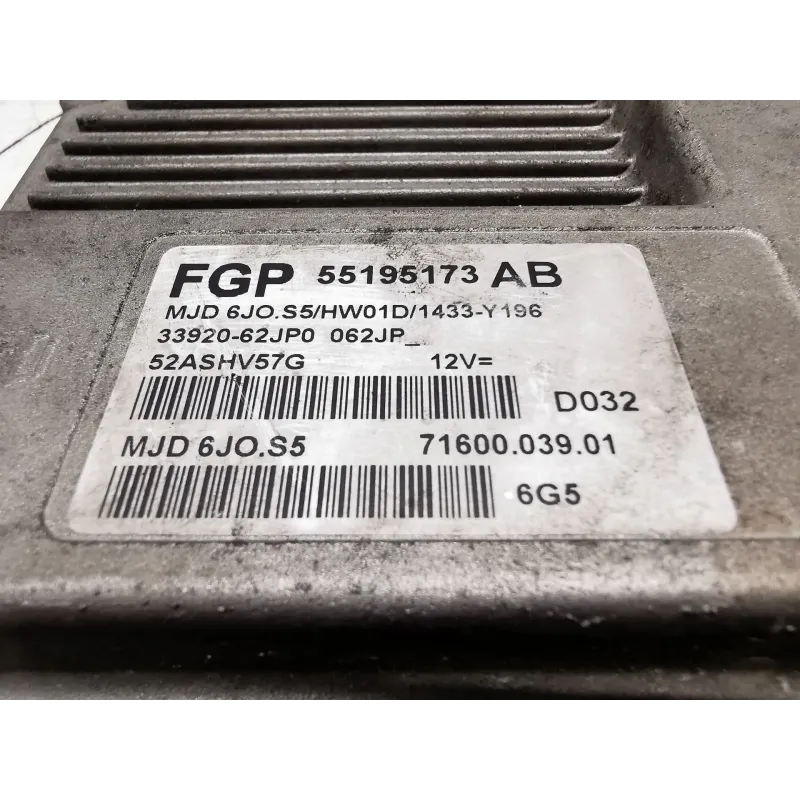 FGP 55195173 AB
MJD 6JO.S5/HW01D/1433-Y196
33920-62JP0 062JP_
52ASHV57G 12V=
D032
MJD 6JO.S5 71600.039.01
6G5